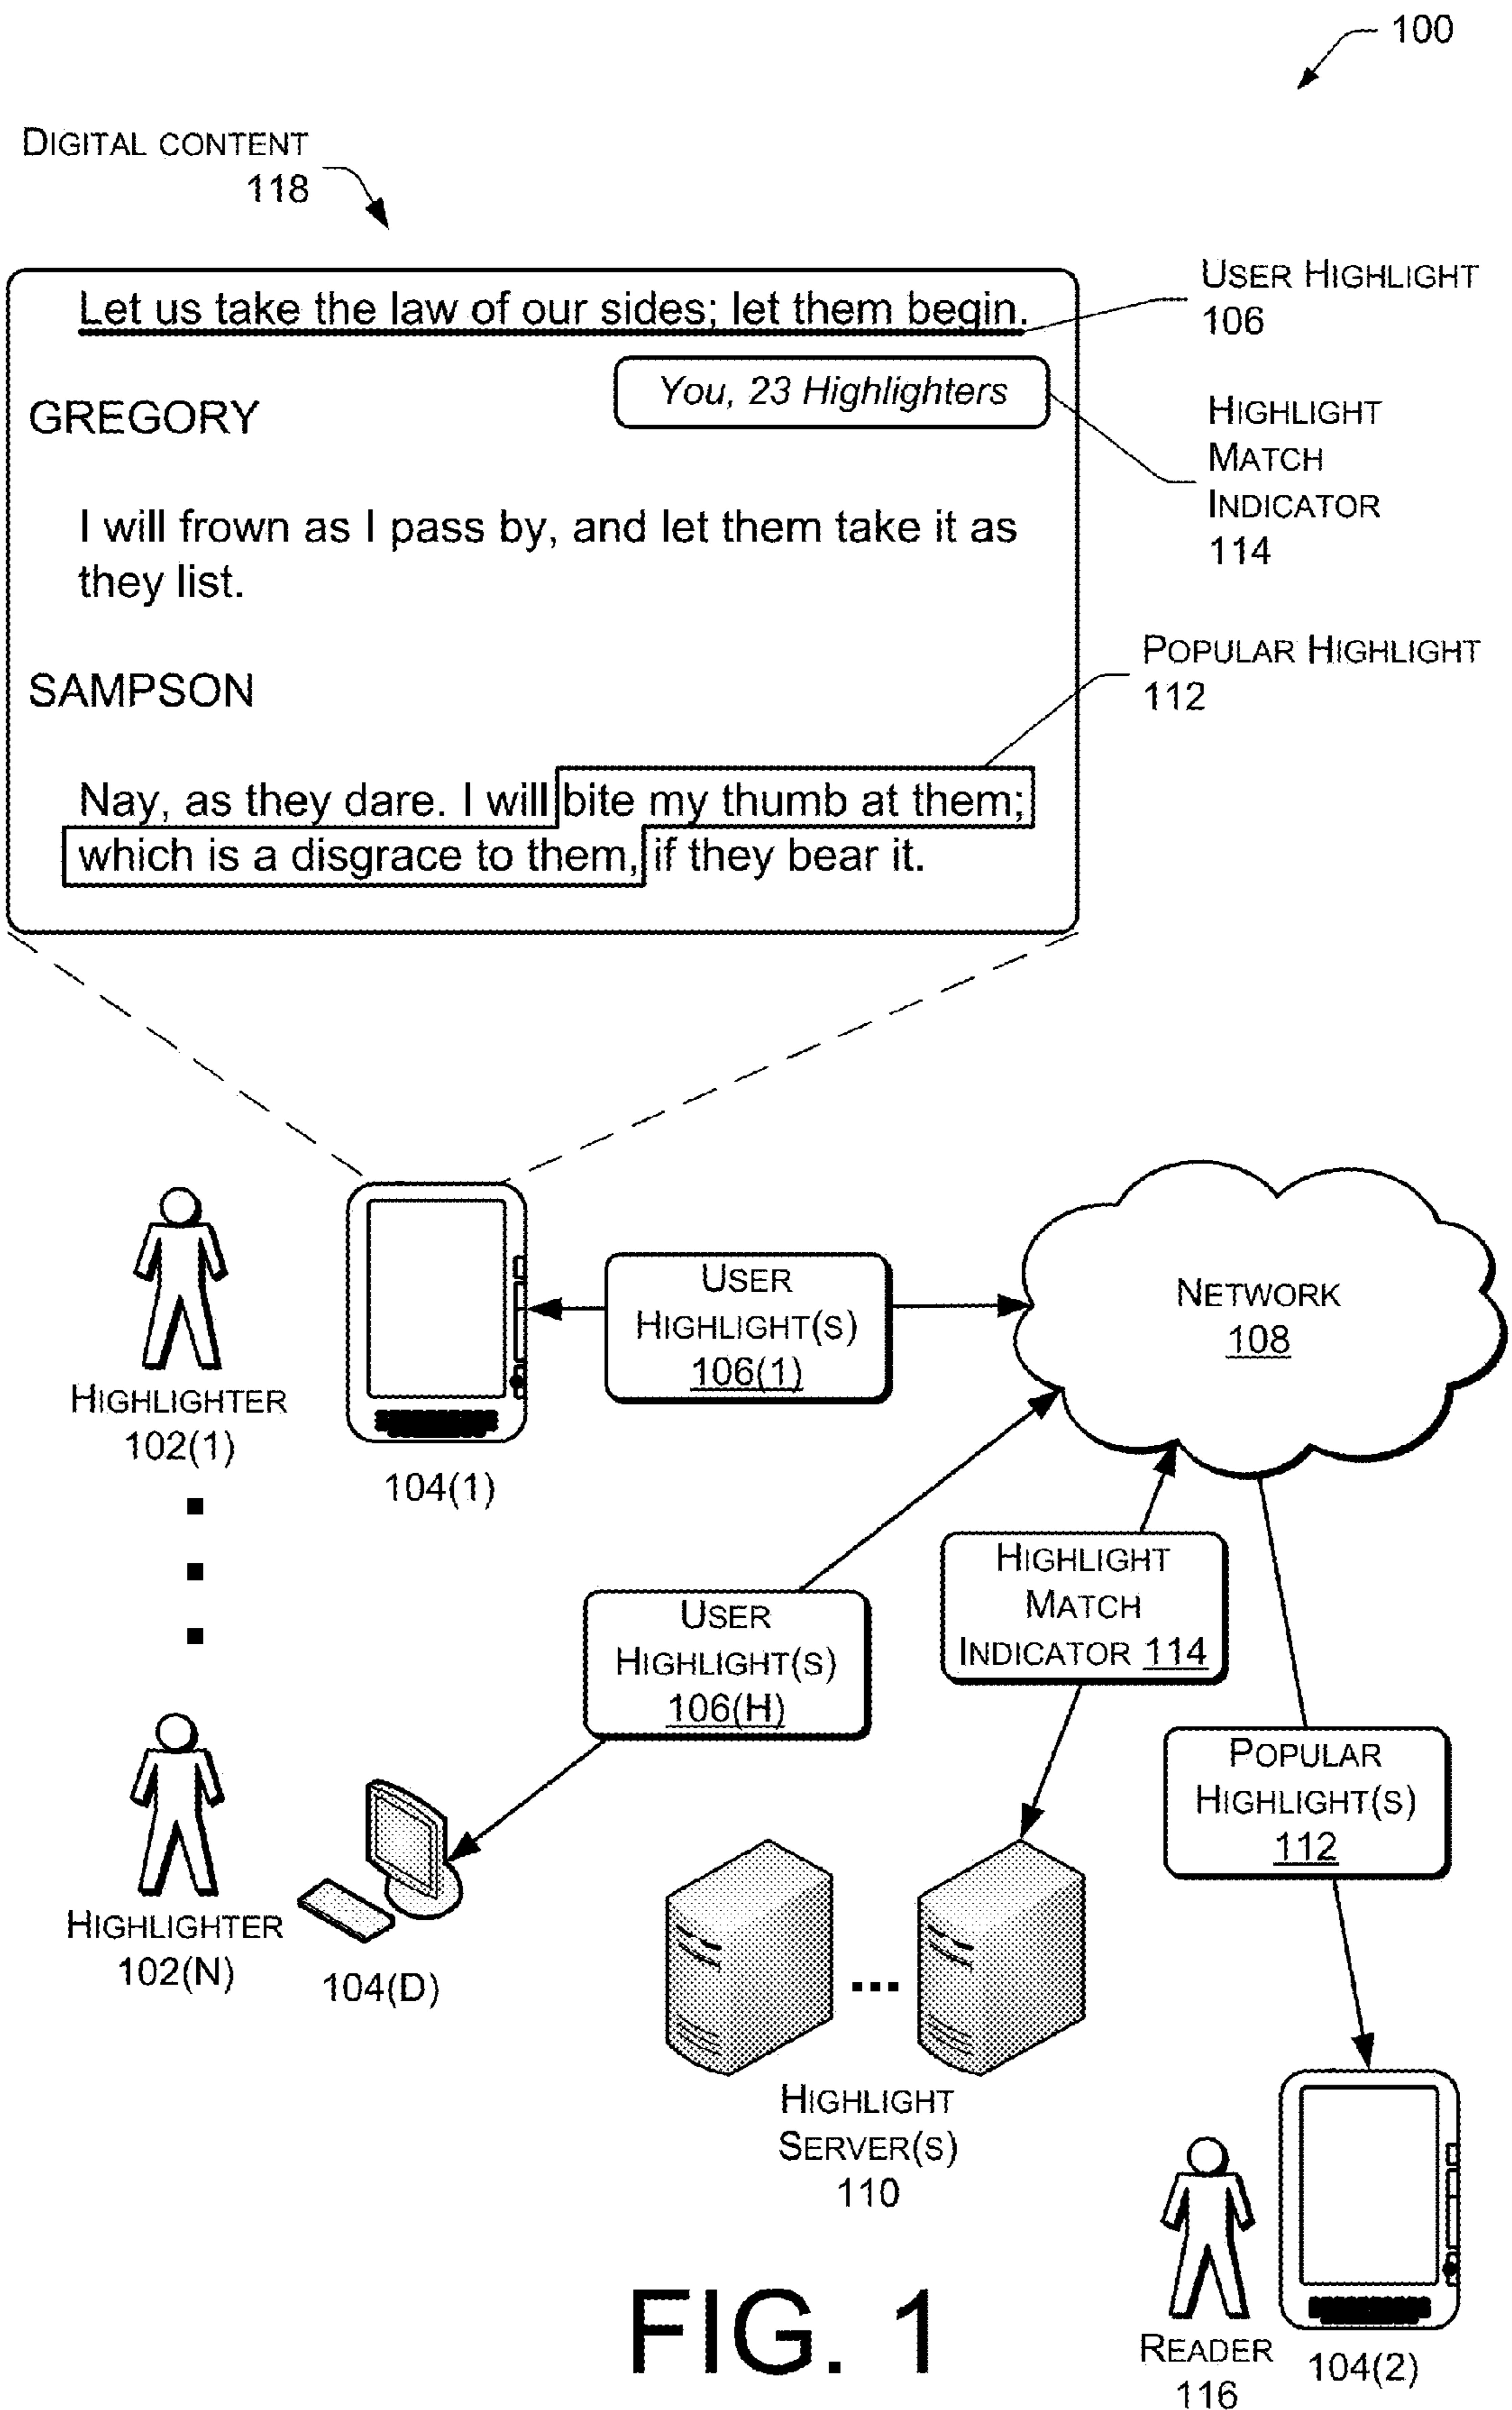 100
DIGITAL CONTENT
118
Let us take the law of our sides; let them begin.
USER HIGHLIGHT
106
You, 23 Highlighters
GREGORY
HIGHLIGHT
MATCH
INDICATOR
114
I will frown as I pass by, and let them take it as
they list.
POPULAR HIGHLIGHT
112
SAMPSON
Nay, as they dare. I will bite my thumb at them;
which is a disgrace to them, if they bear it.
USER
HIGHLIGHT(S)
106(1)
NETWORK
108
HIGHLIGHTER
102(1)
104(1)
HIGHLIGHT
MATCH
INDICATOR 114
USER
HIGHLIGHT(S)
106(H)
POPULAR
HIGHLIGHT(S)
112
HIGHLIGHTER
102(N)
104(D)
...
HIGHLIGHT
SERVER(S)
110
READER
116
104(2)
FIG. 1